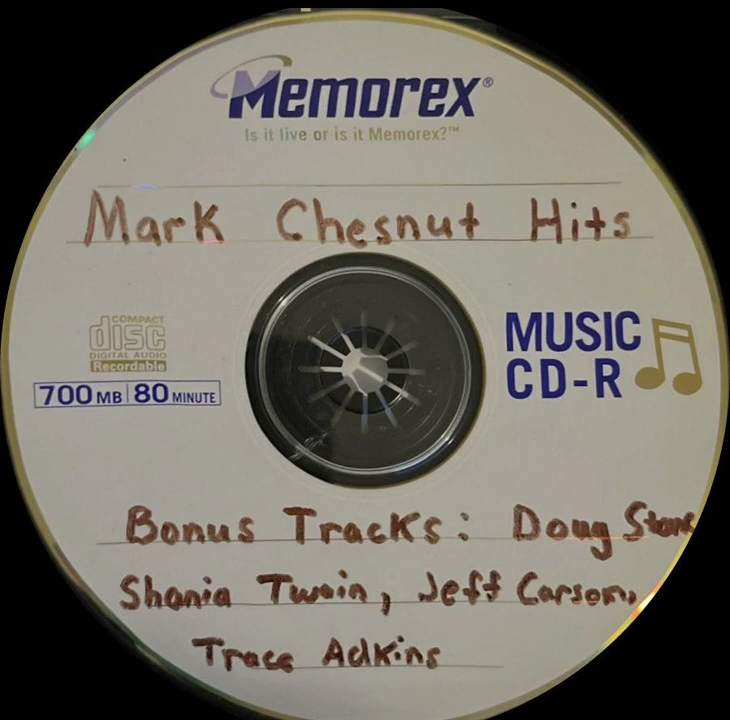 Memorex®
Is it live or is it Memorex?™
Mark Chesnut Hits
COMPACT
disc
DIGITAL AUDIO
Recordable
700 MB | 80 MINUTE
MUSIC
CD-R
Bonus Tracks: Doug Stone
Shania Twain, Jeff Carson,
Trace Adkins